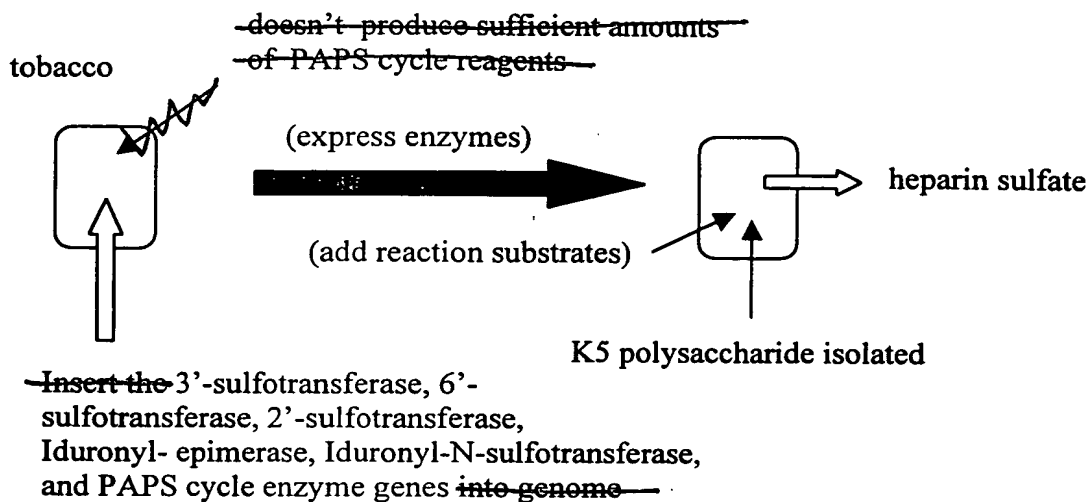 doesn't produce sufficient amounts
of PAPS cycle reagents
tobacco
(express enzymes)
heparin sulfate
(add reaction substrates)
K5 polysaccharide isolated
Insert the 3'-sulfotransferase, 6'-
sulfotransferase, 2'-sulfotransferase,
Iduronyl- epimerase, Iduronyl-N-sulfotransferase,
and PAPS cycle enzyme genes into genome